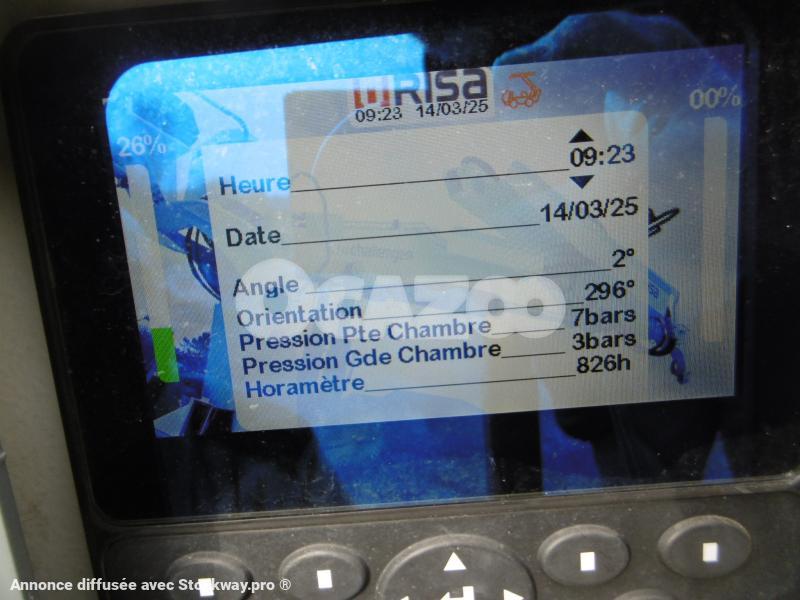 RISA
09:23 14/03/25
26%
00%
Heure 09:23
Date 14/03/25
Angle 2°
Orientation 296°
Pression Pte Chambre 7bars
Pression Gde Chambre 3bars
Horamètre 826h
OCAZOO
Annonce diffusée avec Stockway.pro ®